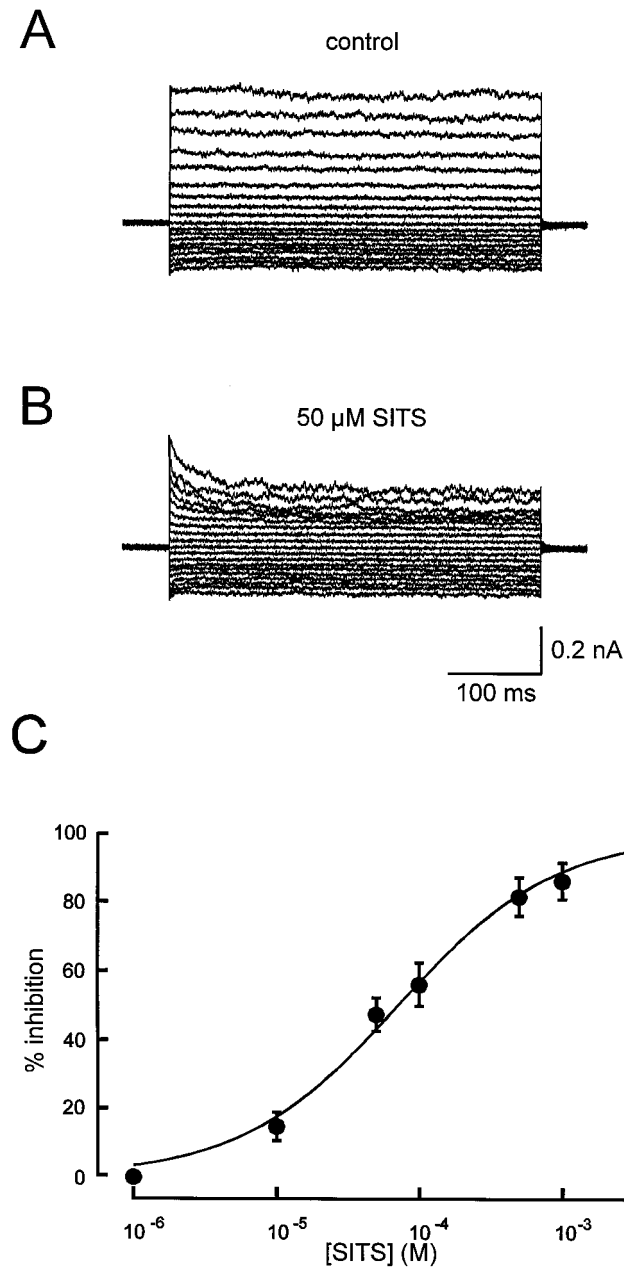 A
control
B
50 µM SITS
0.2 nA
100 ms
C
100
80
60
40
20
0
% inhibition
10-6
10-5
10-4
10-3
[SITS] (M)